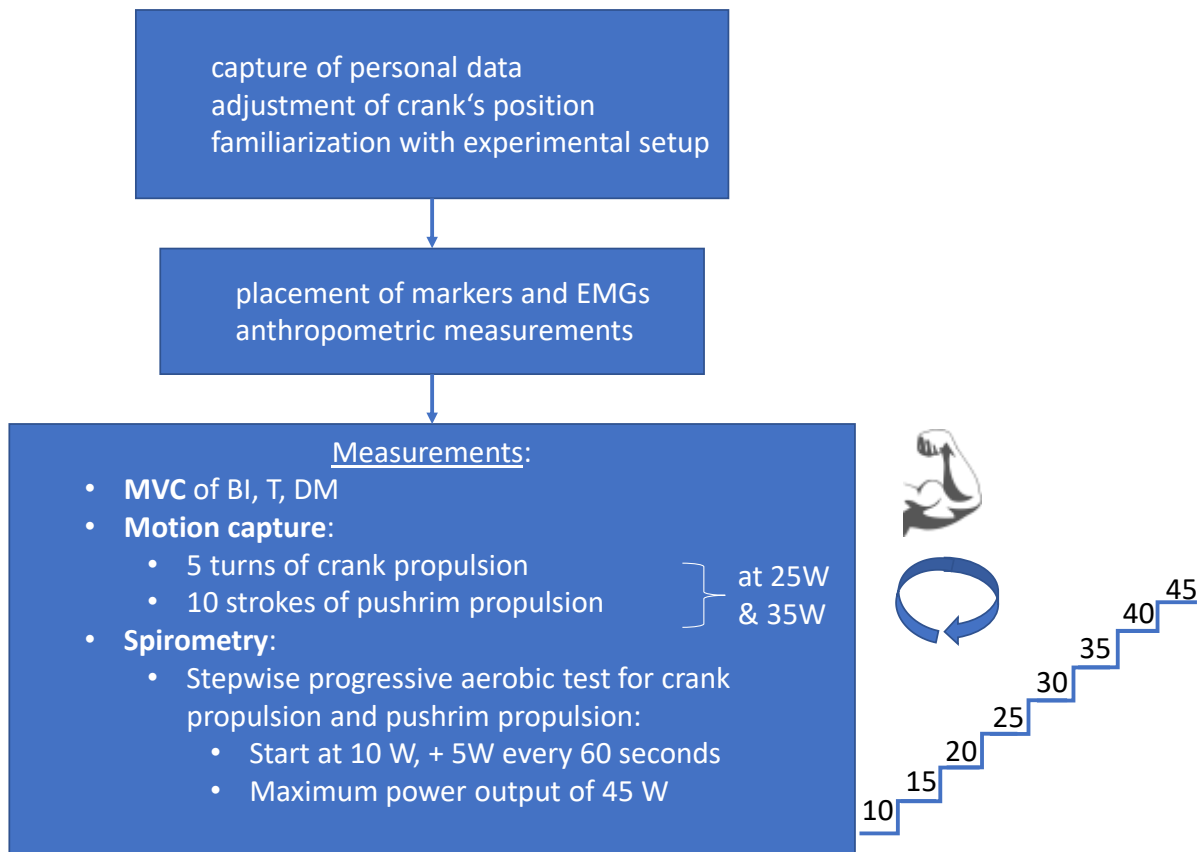 capture of personal data
adjustment of crank‘s position
familiarization with experimental setup
placement of markers and EMGs
anthropometric measurements
Measurements:
• MVC of BI, T, DM
• Motion capture:
• 5 turns of crank propulsion
• 10 strokes of pushrim propulsion
at 25W
& 35W
• Spirometry:
• Stepwise progressive aerobic test for crank
propulsion and pushrim propulsion:
• Start at 10 W, + 5W every 60 seconds
• Maximum power output of 45 W
10
15
20
25
30
35
40
45